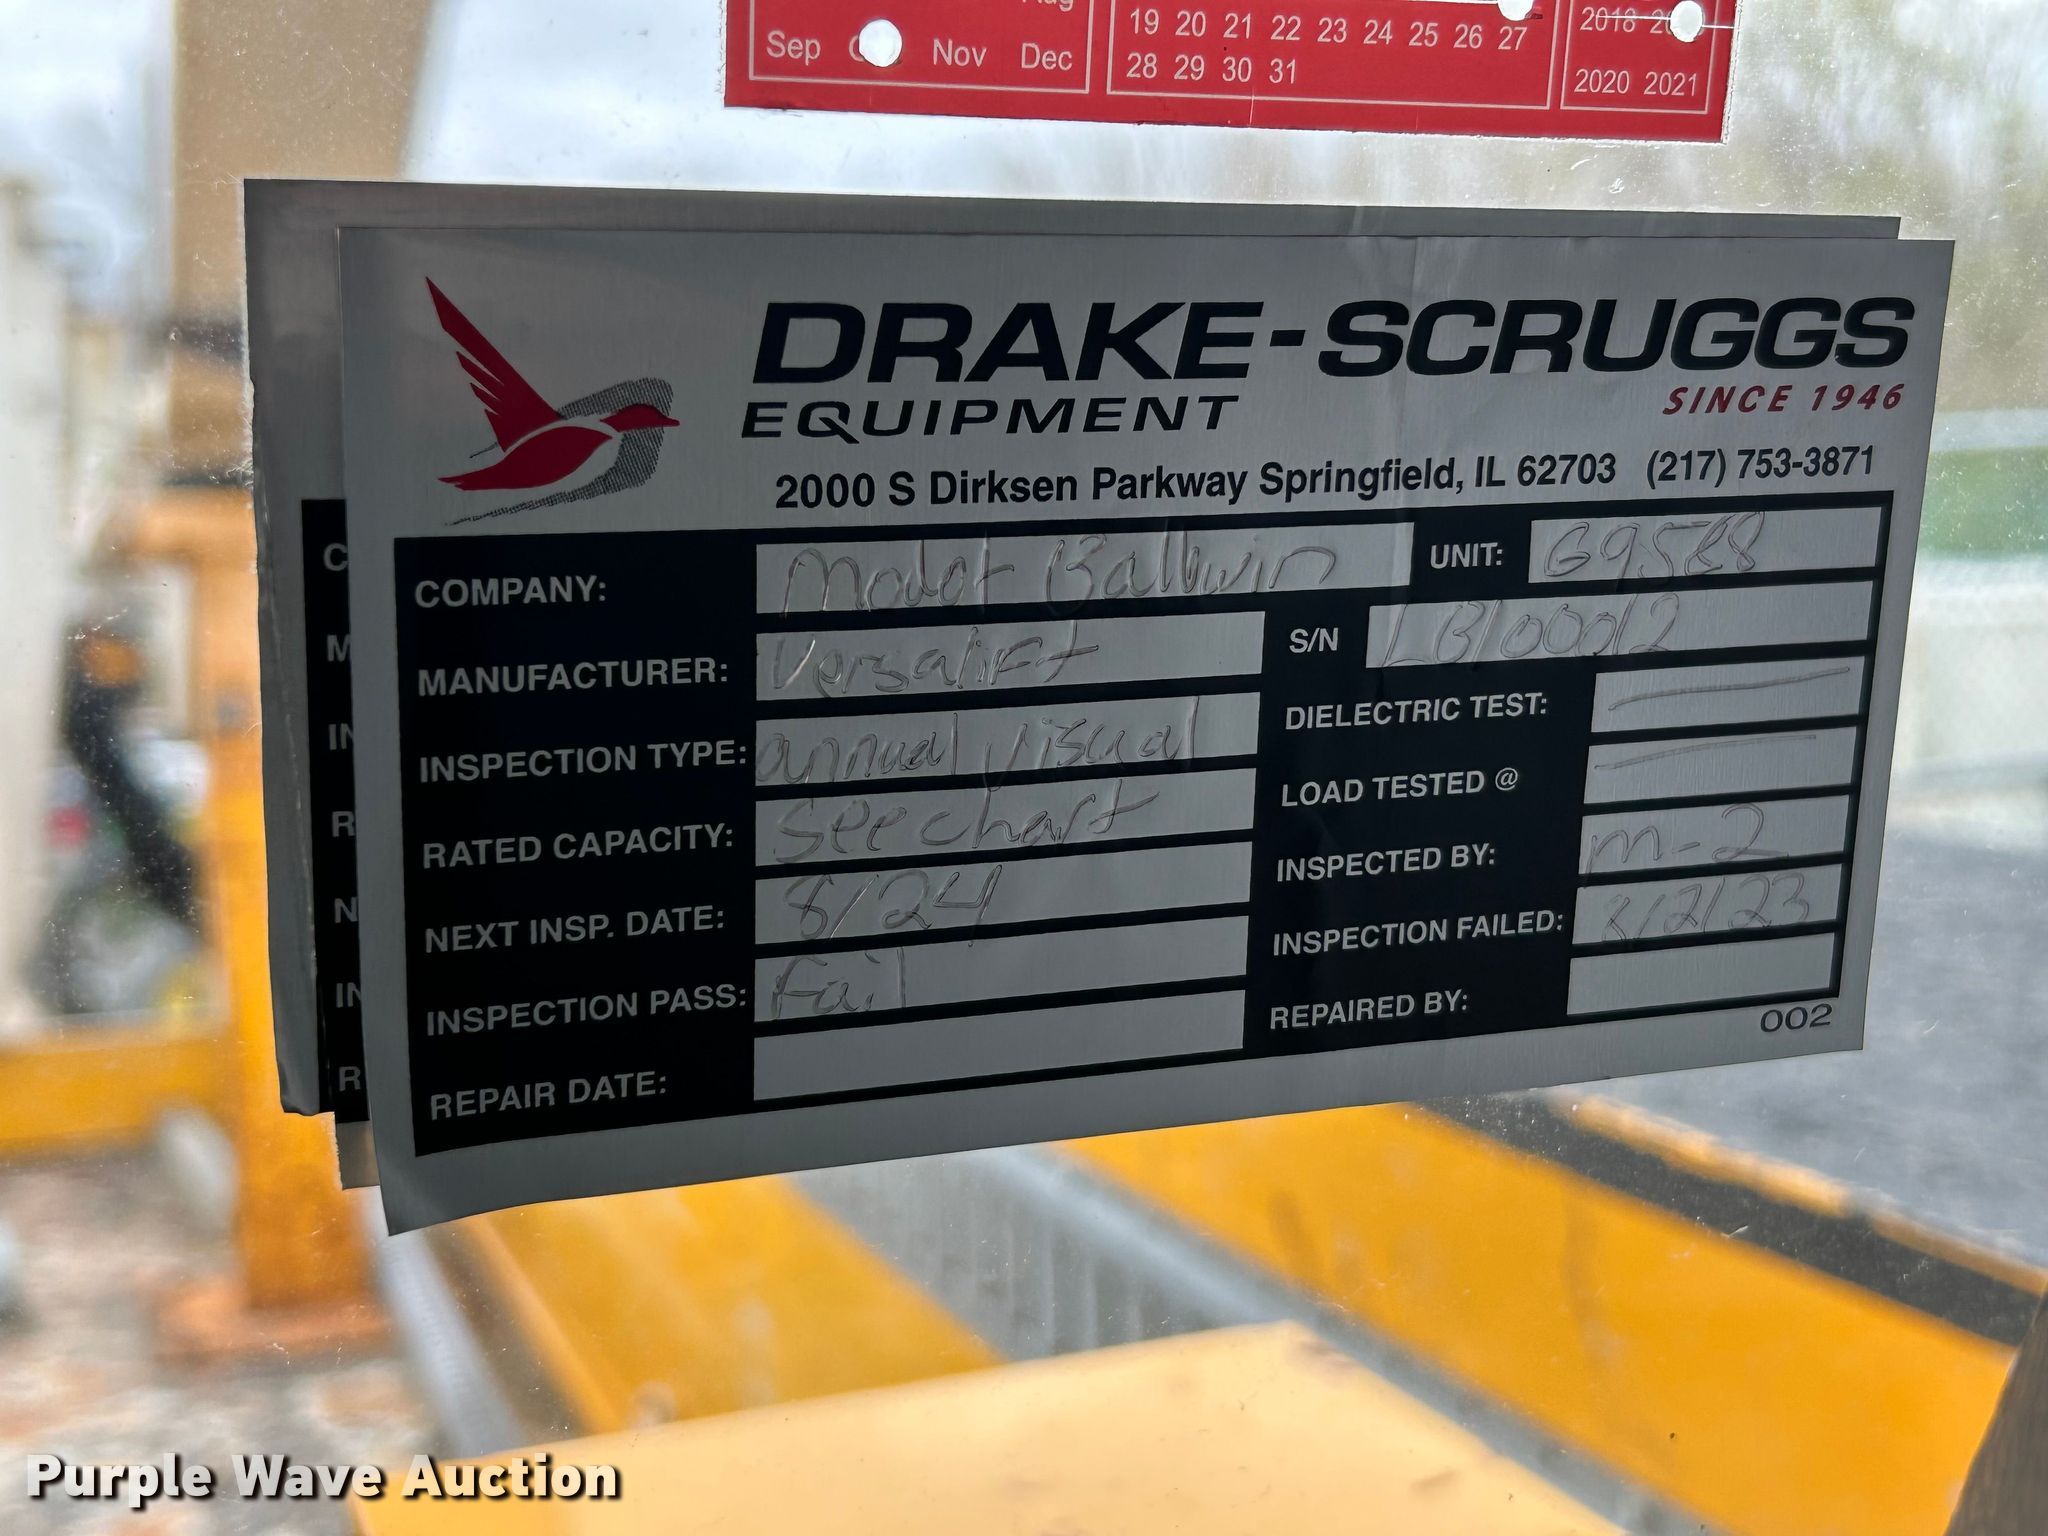 Sep Nov Dec
19 20 21 22 23 24 25 26 27
28 29 30 31
2018
2020 2021
DRAKE-SCRUGGS
EQUIPMENT
SINCE 1946
2000 S Dirksen Parkway Springfield, IL 62703 (217) 753-3871
COMPANY: Modot Ballwin UNIT: G9588
MANUFACTURER: Versalift S/N LB100012
INSPECTION TYPE: annual visual DIELECTRIC TEST:
RATED CAPACITY: see chart LOAD TESTED @
NEXT INSP. DATE: 8/24 INSPECTED BY: m-2
INSPECTION PASS: Fail INSPECTION FAILED: 8/2/23
REPAIR DATE: REPAIRED BY:
002
Purple Wave Auction